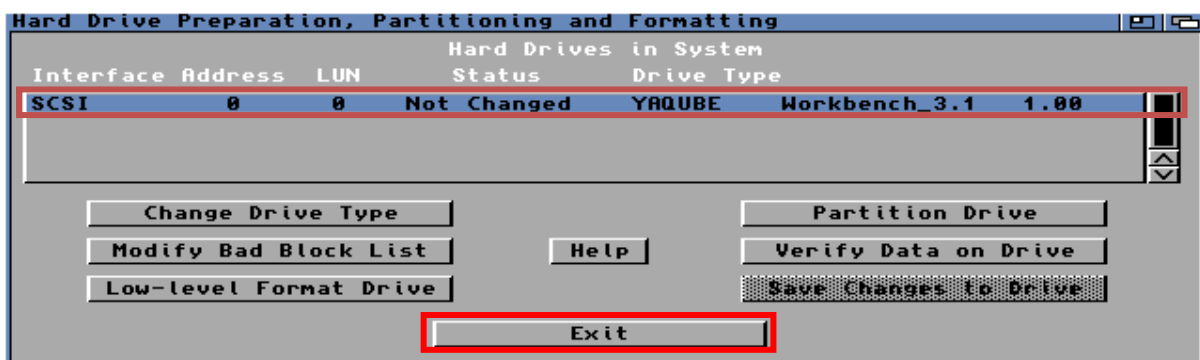 Hard Drive Preparation, Partitioning and Formatting
Hard Drives in System
Interface Address LUN Status Drive Type
SCSI 0 0 Not Changed YAQUBE Workbench_3.1 1.00
Change Drive Type Partition Drive
Modify Bad Block List Help Verify Data on Drive
Low-level Format Drive Save Changes to Drive
Exit